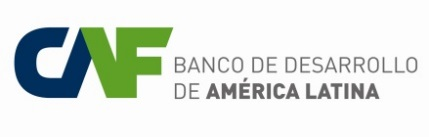 CAF
BANCO DE DESARROLLO
DE AMÉRICA LATINA